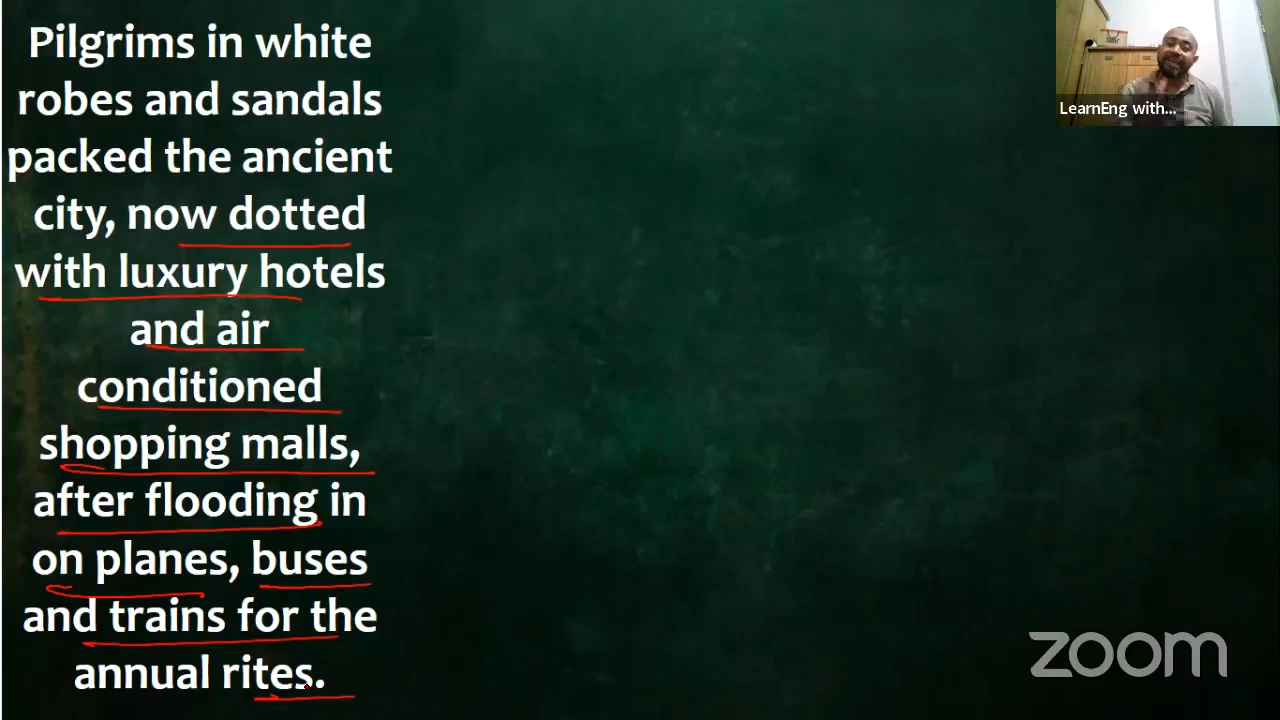 Pilgrims in white
robes and sandals
packed the ancient
city, now dotted
with luxury hotels
and air
conditioned
shopping malls,
after flooding in
on planes, buses
and trains for the
annual rites.
LearnEng with...
zoom